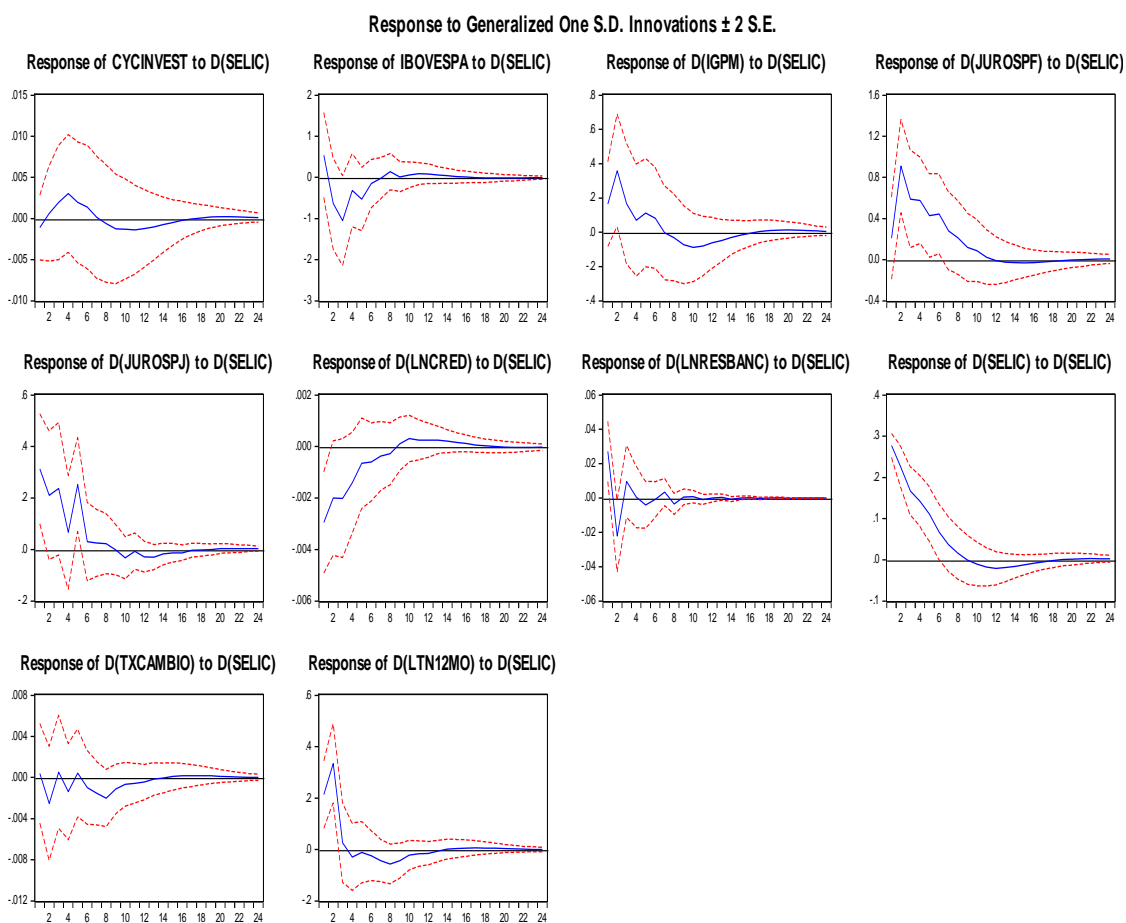 Response to Generalized One S.D. Innovations ± 2 S.E.
Response of CYCINVEST to D(SELIC)
.015
.010
.005
.000
-.005
-.010
2 4 6 8 10 12 14 16 18 20 22 24
Response of IBOVESPA to D(SELIC)
2
1
0
-1
-2
-3
2 4 6 8 10 12 14 16 18 20 22 24
Response of D(IGPM) to D(SELIC)
.8
.6
.4
.2
.0
-.2
-.4
2 4 6 8 10 12 14 16 18 20 22 24
Response of D(JUROSPF) to D(SELIC)
1.6
1.2
0.8
0.4
0.0
-0.4
2 4 6 8 10 12 14 16 18 20 22 24
Response of D(JUROSPJ) to D(SELIC)
.6
.4
.2
.0
-.2
2 4 6 8 10 12 14 16 18 20 22 24
Response of D(LNCRED) to D(SELIC)
.002
.000
-.002
-.004
-.006
2 4 6 8 10 12 14 16 18 20 22 24
Response of D(LNRESBANC) to D(SELIC)
.06
.04
.02
.00
-.02
-.04
-.06
2 4 6 8 10 12 14 16 18 20 22 24
Response of D(SELIC) to D(SELIC)
.4
.3
.2
.1
.0
-.1
2 4 6 8 10 12 14 16 18 20 22 24
Response of D(TXCAMBIO) to D(SELIC)
.008
.004
.000
-.004
-.008
-.012
2 4 6 8 10 12 14 16 18 20 22 24
Response of D(LTN12MO) to D(SELIC)
.6
.4
.2
.0
-.2
2 4 6 8 10 12 14 16 18 20 22 24